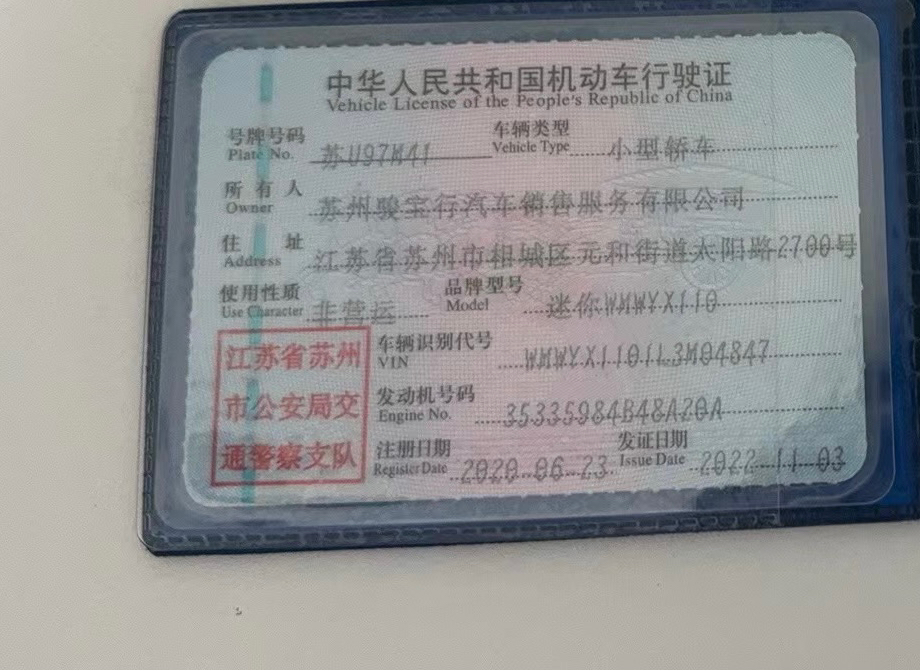 中华人民共和国机动车行驶证
Vehicle License of the People's Republic of China
号牌号码 苏U97M41 车辆类型 小型轿车
Plate No. Vehicle Type
所有人 苏州骏宝行汽车销售服务有限公司
Owner
住址 江苏省苏州市相城区元和街道太阳路2700号
Address
使用性质 非营运 品牌型号 迷你WMWYX110
Use Character Model
江苏省苏州 车辆识别代号 WMWYX1101L3M04847
VIN
市公安局交 发动机号码 35335984B48A20A
Engine No.
通警察支队 注册日期 2020-06-23 发证日期 2022-11-03
Register Date Issue Date